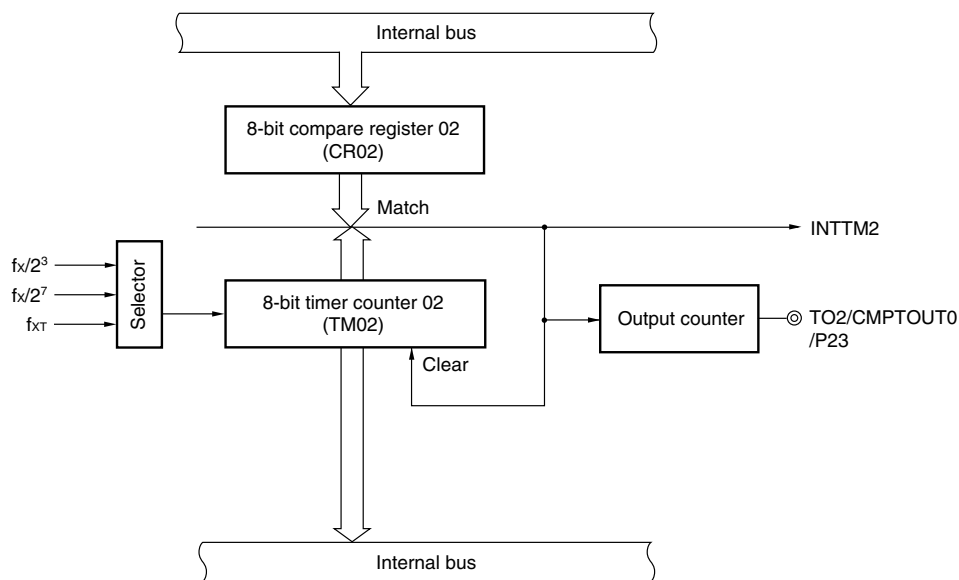 Internal bus
8-bit compare register 02
(CR02)
Match
INTTM2
fx/2³
fx/2⁷
fXT
Selector
8-bit timer counter 02
(TM02)
Clear
Output counter
TO2/CMPTOUT0
/P23
Internal bus